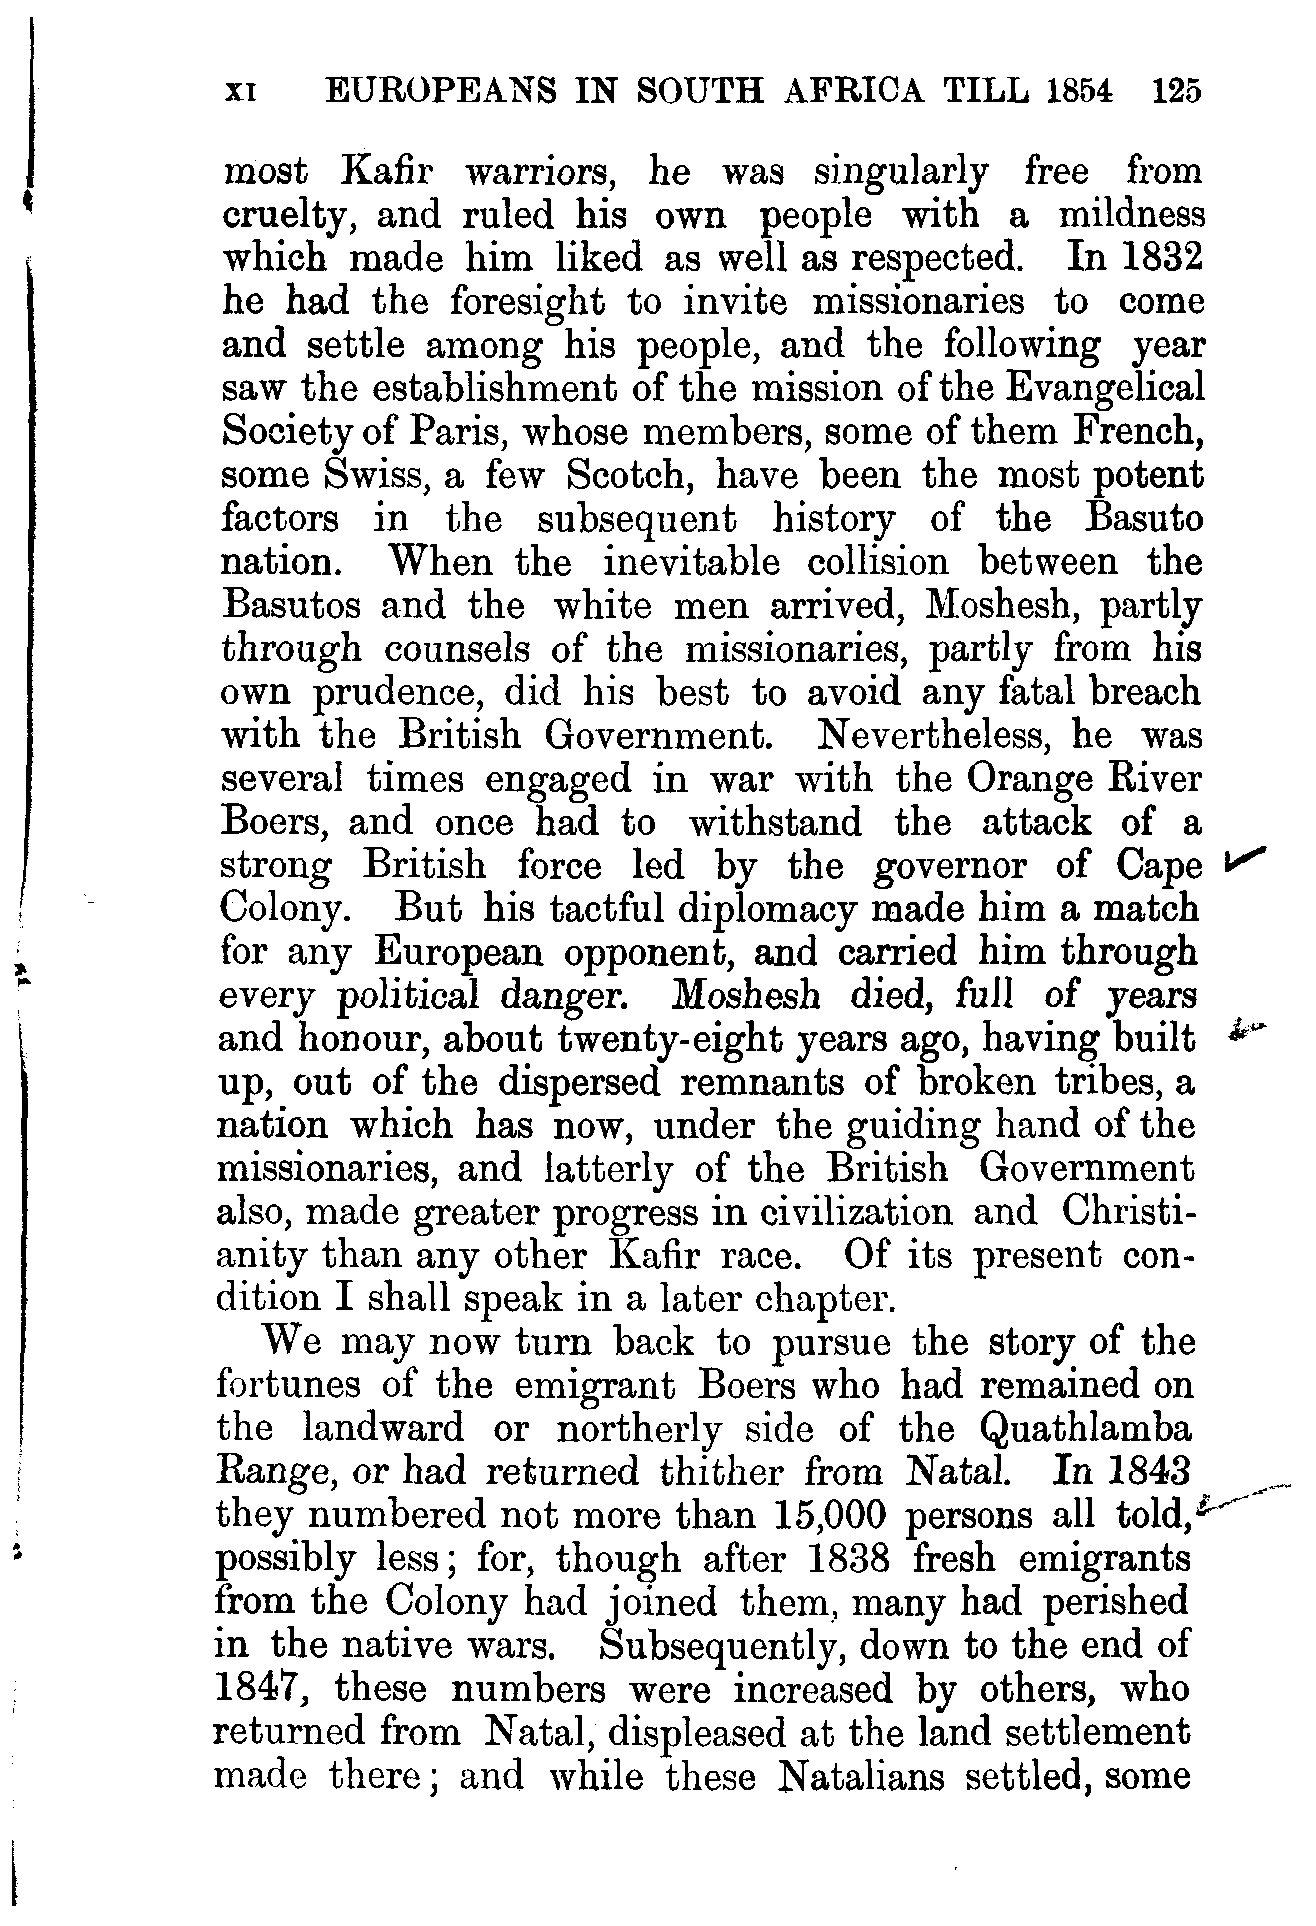 XI EUROPEANS IN SOUTH AFRICA TILL 1854 125
most Kafir warriors, he was singularly free from
cruelty, and ruled his own people with a mildness
which made him liked as well as respected. In 1832
he had the foresight to invite missionaries to come
and settle among his people, and the following year
saw the establishment of the mission of the Evangelical
Society of Paris, whose members, some of them French,
some Swiss, a few Scotch, have been the most potent
factors in the subsequent history of the Basuto
nation. When the inevitable collision between the
Basutos and the white men arrived, Moshesh, partly
through counsels of the missionaries, partly from his
own prudence, did his best to avoid any fatal breach
with the British Government. Nevertheless, he was
several times engaged in war with the Orange River
Boers, and once had to withstand the attack of a
strong British force led by the governor of Cape
Colony. But his tactful diplomacy made him a match
for any European opponent, and carried him through
every political danger. Moshesh died, full of years
and honour, about twenty-eight years ago, having built
up, out of the dispersed remnants of broken tribes, a
nation which has now, under the guiding hand of the
missionaries, and latterly of the British Government
also, made greater progress in civilization and Christi-
anity than any other Kafir race. Of its present con-
dition I shall speak in a later chapter.
We may now turn back to pursue the story of the
fortunes of the emigrant Boers who had remained on
the landward or northerly side of the Quathlamba
Range, or had returned thither from Natal. In 1843
they numbered not more than 15,000 persons all told,
possibly less; for, though after 1838 fresh emigrants
from the Colony had joined them, many had perished
in the native wars. Subsequently, down to the end of
1847, these numbers were increased by others, who
returned from Natal, displeased at the land settlement
made there; and while these Natalians settled, some